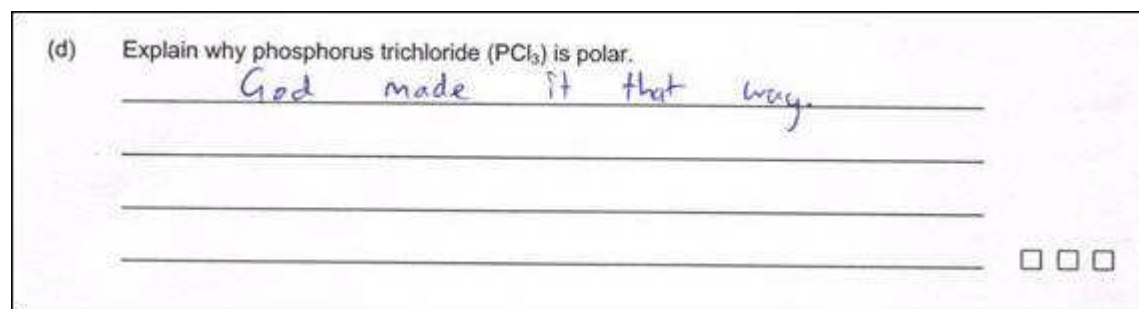 (d) Explain why phosphorus trichloride (PCl₃) is polar.
God made it that way.